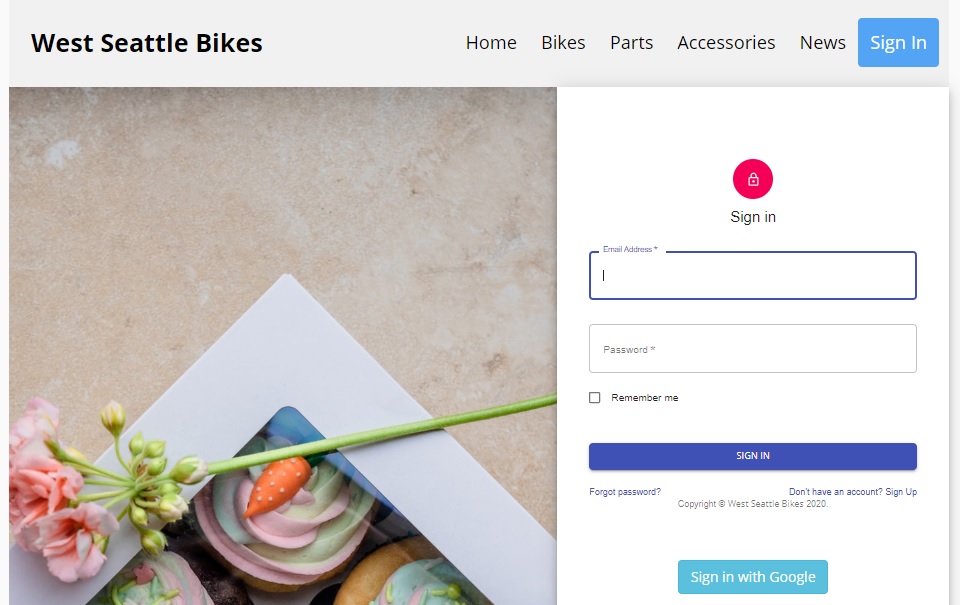 West Seattle Bikes
Home Bikes Parts Accessories News Sign In
Sign in
Email Address *
Password *
Remember me
SIGN IN
Forgot password? Don't have an account? Sign Up
Copyright © West Seattle Bikes 2020.
Sign in with Google